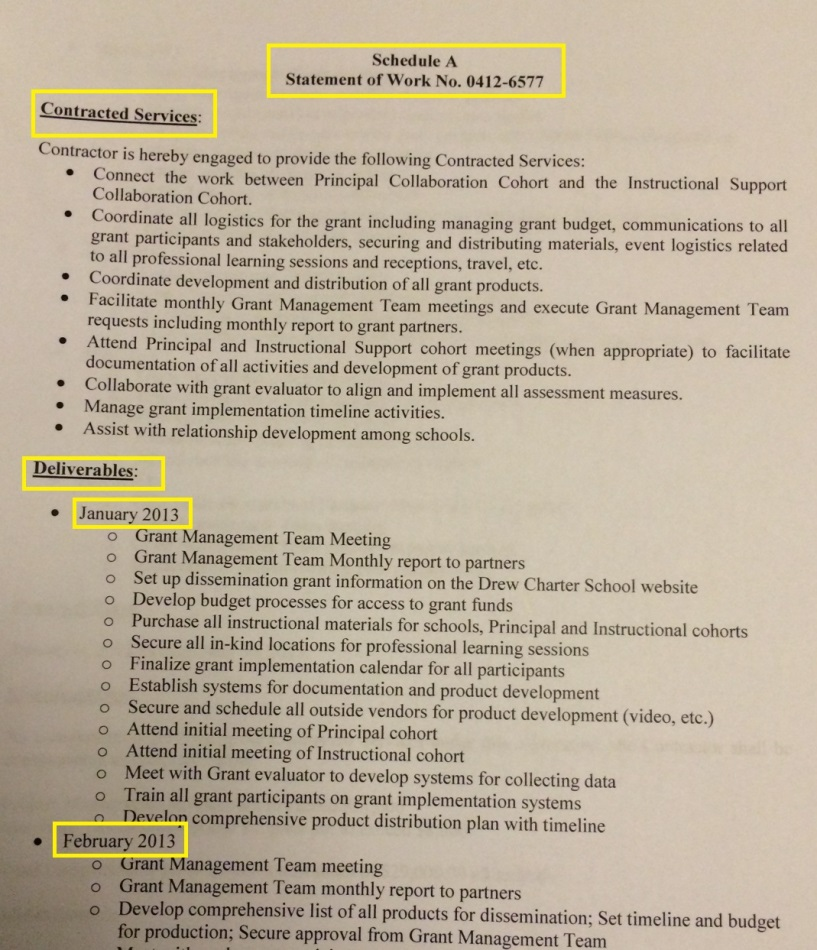 Schedule A
Statement of Work No. 0412-6577
Contracted Services:
Contractor is hereby engaged to provide the following Contracted Services:
• Connect the work between Principal Collaboration Cohort and the Instructional Support
Collaboration Cohort.
• Coordinate all logistics for the grant including managing grant budget, communications to all
grant participants and stakeholders, securing and distributing materials, event logistics related
to all professional learning sessions and receptions, travel, etc.
• Coordinate development and distribution of all grant products.
• Facilitate monthly Grant Management Team meetings and execute Grant Management Team
requests including monthly report to grant partners.
• Attend Principal and Instructional Support cohort meetings (when appropriate) to facilitate
documentation of all activities and development of grant products.
• Collaborate with grant evaluator to align and implement all assessment measures.
• Manage grant implementation timeline activities.
• Assist with relationship development among schools.
Deliverables:
• January 2013
o Grant Management Team Meeting
o Grant Management Team Monthly report to partners
o Set up dissemination grant information on the Drew Charter School website
o Develop budget processes for access to grant funds
o Purchase all instructional materials for schools, Principal and Instructional cohorts
o Secure all in-kind locations for professional learning sessions
o Finalize grant implementation calendar for all participants
o Establish systems for documentation and product development
o Secure and schedule all outside vendors for product development (video, etc.)
o Attend initial meeting of Principal cohort
o Attend initial meeting of Instructional cohort
o Meet with Grant evaluator to develop systems for collecting data
o Train all grant participants on grant implementation systems
o Develop comprehensive product distribution plan with timeline
• February 2013
o Grant Management Team meeting
o Grant Management Team monthly report to partners
o Develop comprehensive list of all products for dissemination; Set timeline and budget
for production; Secure approval from Grant Management Team